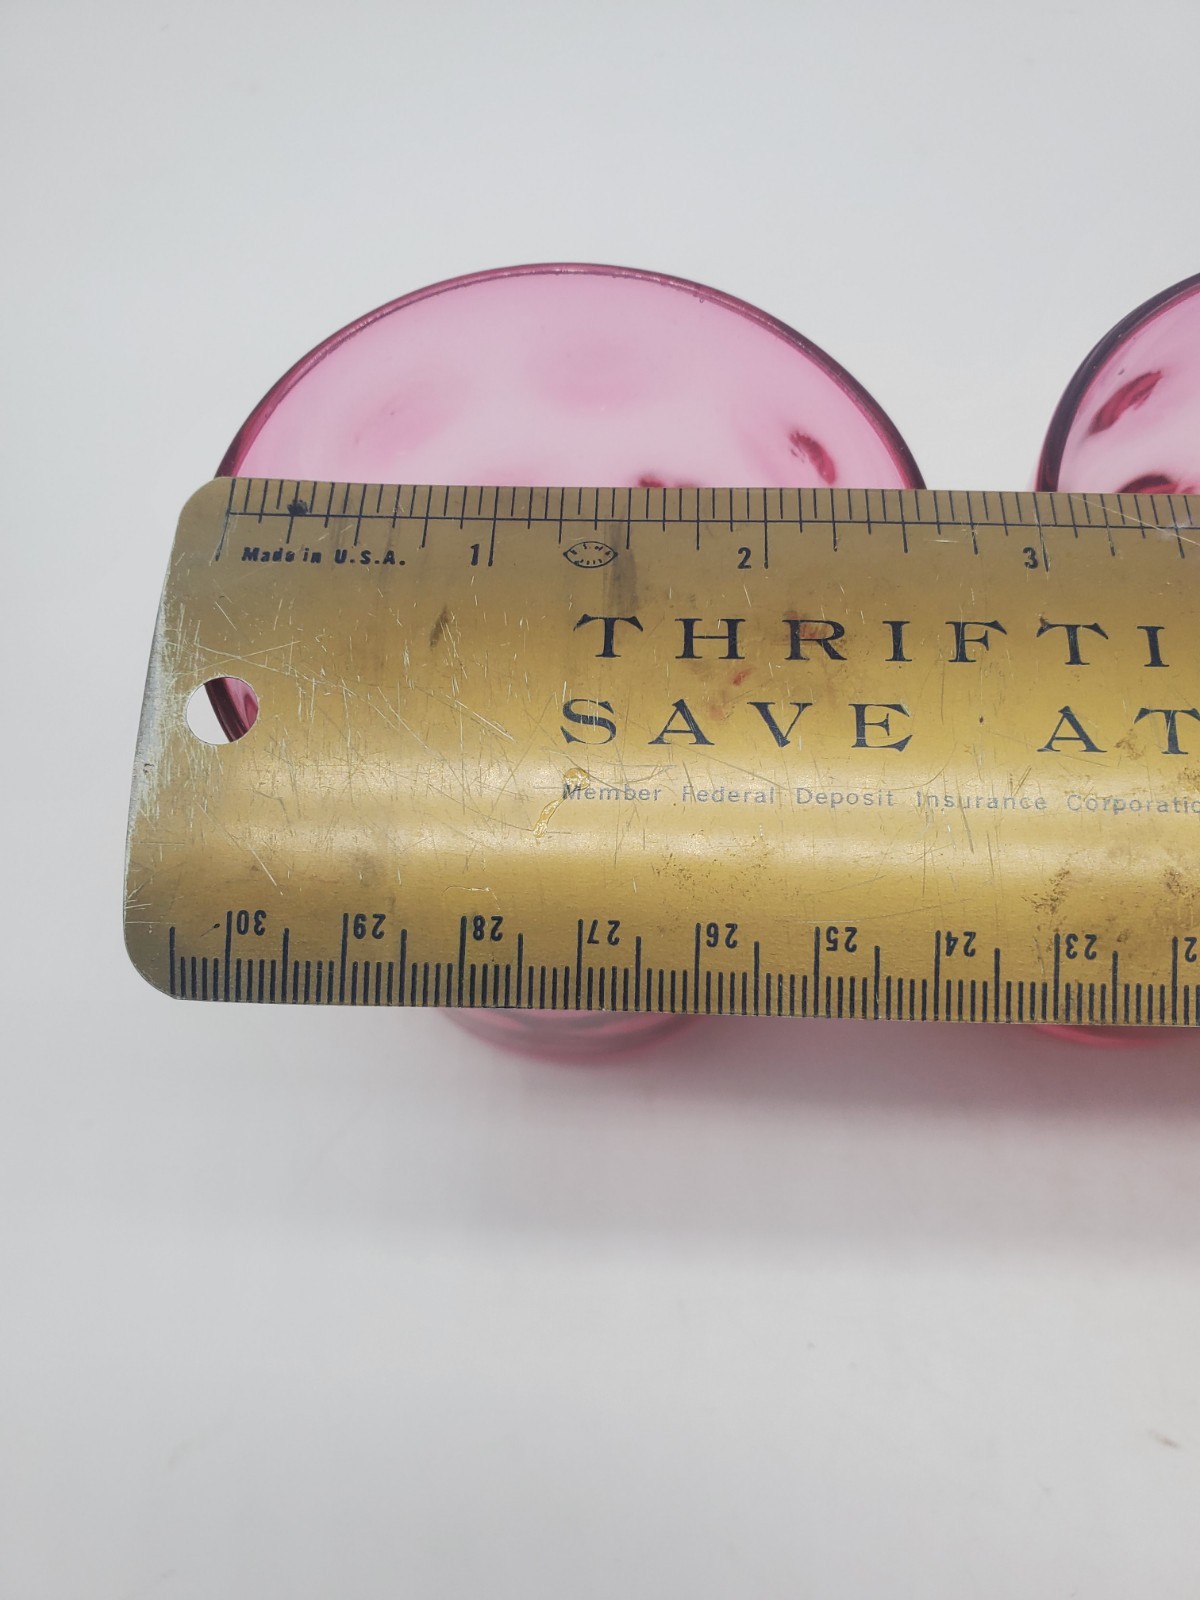 Made in U.S.A. 1 2 3
THRIFTI
SAVE AT
Member Federal Deposit Insurance Corporatio
30 29 28 27 26 25 24 23 2